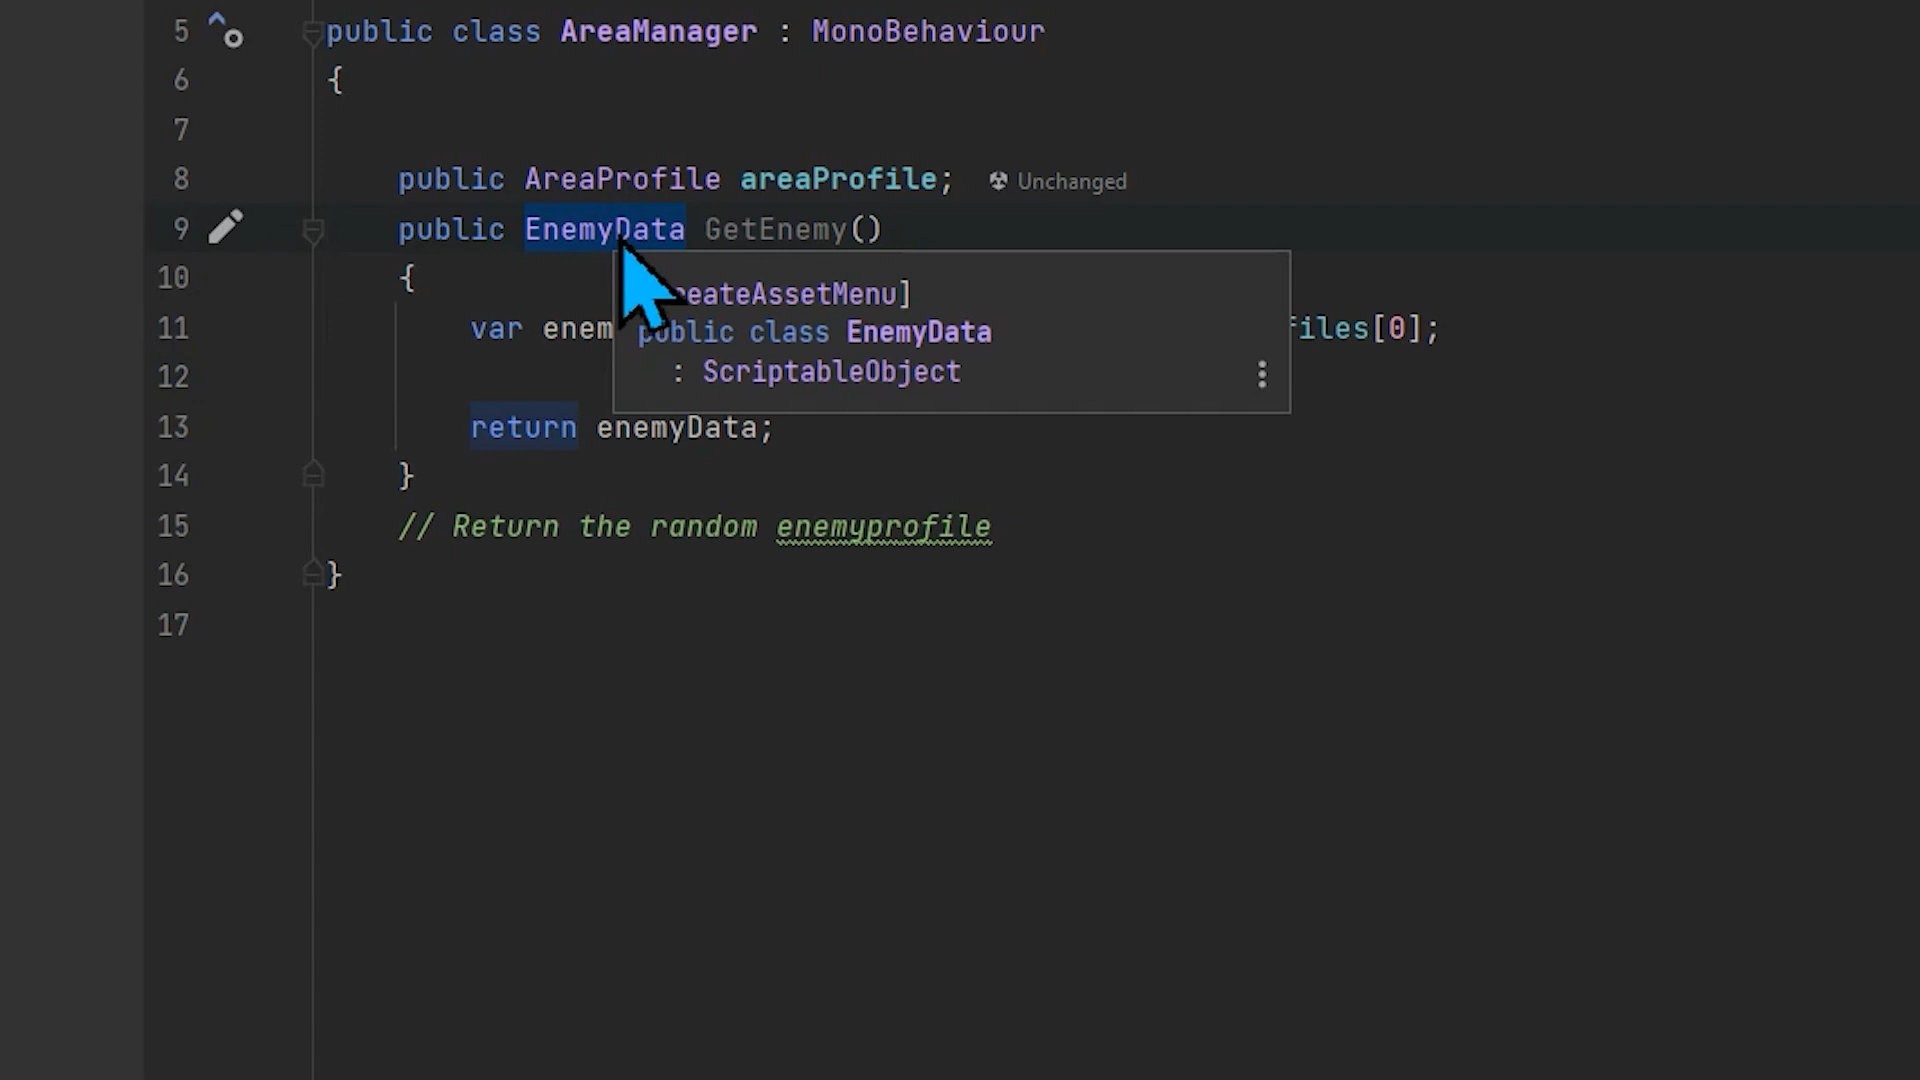 5 public class AreaManager : MonoBehaviour
6 {
7
8 public AreaProfile areaProfile; Unchanged
9 public EnemyData GetEnemy()
10 {
eateAssetMenu]
public class EnemyData
: ScriptableObject
11 var enem files[0];
12
13 return enemyData;
14 }
15 // Return the random enemyprofile
16 }
17